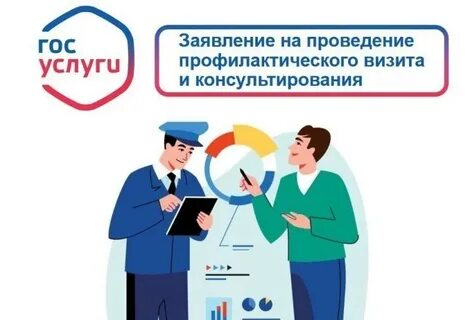 гос
услуги
Заявление на проведение
профилактического визита
и консультирования